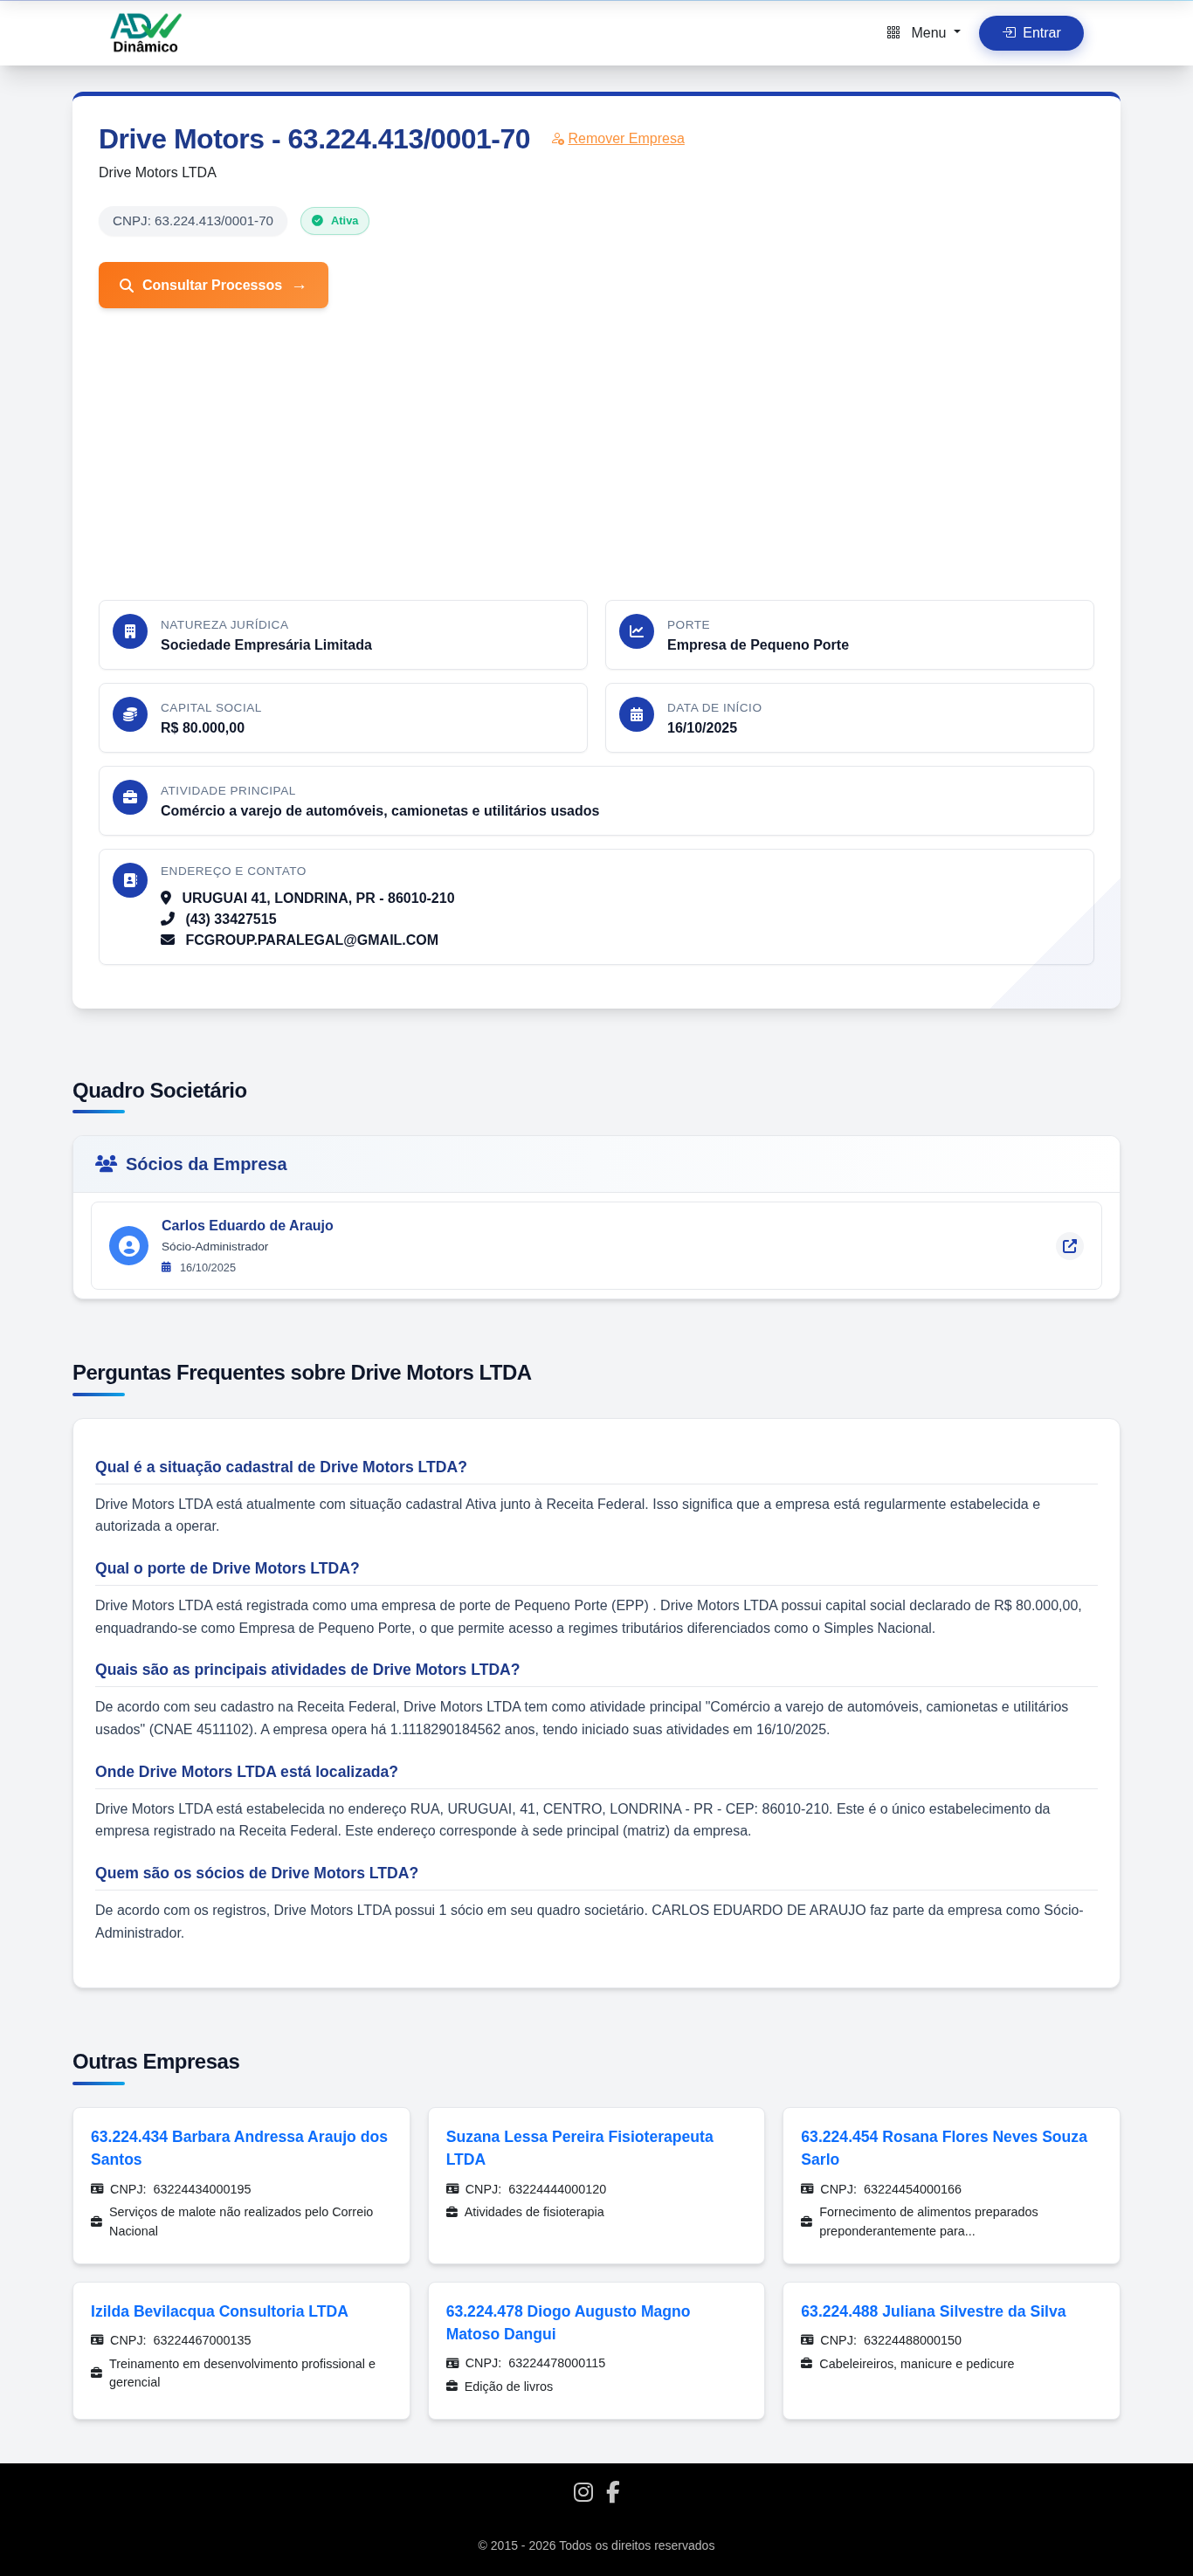 ADW
Dinâmico
Menu
Entrar
Drive Motors - 63.224.413/0001-70
Remover Empresa
Drive Motors LTDA
CNPJ: 63.224.413/0001-70
Ativa
Consultar Processos →
NATUREZA JURÍDICA
Sociedade Empresária Limitada
PORTE
Empresa de Pequeno Porte
CAPITAL SOCIAL
R$ 80.000,00
DATA DE INÍCIO
16/10/2025
ATIVIDADE PRINCIPAL
Comércio a varejo de automóveis, camionetas e utilitários usados
ENDEREÇO E CONTATO
URUGUAI 41, LONDRINA, PR - 86010-210
(43) 33427515
FCGROUP.PARALEGAL@GMAIL.COM
Quadro Societário
Sócios da Empresa
Carlos Eduardo de Araujo
Sócio-Administrador
16/10/2025
Perguntas Frequentes sobre Drive Motors LTDA
Qual é a situação cadastral de Drive Motors LTDA?
Drive Motors LTDA está atualmente com situação cadastral Ativa junto à Receita Federal. Isso significa que a empresa está regularmente estabelecida e
autorizada a operar.
Qual o porte de Drive Motors LTDA?
Drive Motors LTDA está registrada como uma empresa de porte de Pequeno Porte (EPP) . Drive Motors LTDA possui capital social declarado de R$ 80.000,00,
enquadrando-se como Empresa de Pequeno Porte, o que permite acesso a regimes tributários diferenciados como o Simples Nacional.
Quais são as principais atividades de Drive Motors LTDA?
De acordo com seu cadastro na Receita Federal, Drive Motors LTDA tem como atividade principal "Comércio a varejo de automóveis, camionetas e utilitários
usados" (CNAE 4511102). A empresa opera há 1.1118290184562 anos, tendo iniciado suas atividades em 16/10/2025.
Onde Drive Motors LTDA está localizada?
Drive Motors LTDA está estabelecida no endereço RUA, URUGUAI, 41, CENTRO, LONDRINA - PR - CEP: 86010-210. Este é o único estabelecimento da
empresa registrado na Receita Federal. Este endereço corresponde à sede principal (matriz) da empresa.
Quem são os sócios de Drive Motors LTDA?
De acordo com os registros, Drive Motors LTDA possui 1 sócio em seu quadro societário. CARLOS EDUARDO DE ARAUJO faz parte da empresa como Sócio-
Administrador.
Outras Empresas
63.224.434 Barbara Andressa Araujo dos
Santos
CNPJ: 63224434000195
Serviços de malote não realizados pelo Correio
Nacional
Suzana Lessa Pereira Fisioterapeuta
LTDA
CNPJ: 63224444000120
Atividades de fisioterapia
63.224.454 Rosana Flores Neves Souza
Sarlo
CNPJ: 63224454000166
Fornecimento de alimentos preparados
preponderantemente para...
Izilda Bevilacqua Consultoria LTDA
CNPJ: 63224467000135
Treinamento em desenvolvimento profissional e
gerencial
63.224.478 Diogo Augusto Magno
Matoso Dangui
CNPJ: 63224478000115
Edição de livros
63.224.488 Juliana Silvestre da Silva
CNPJ: 63224488000150
Cabeleireiros, manicure e pedicure
© 2015 - 2026 Todos os direitos reservados